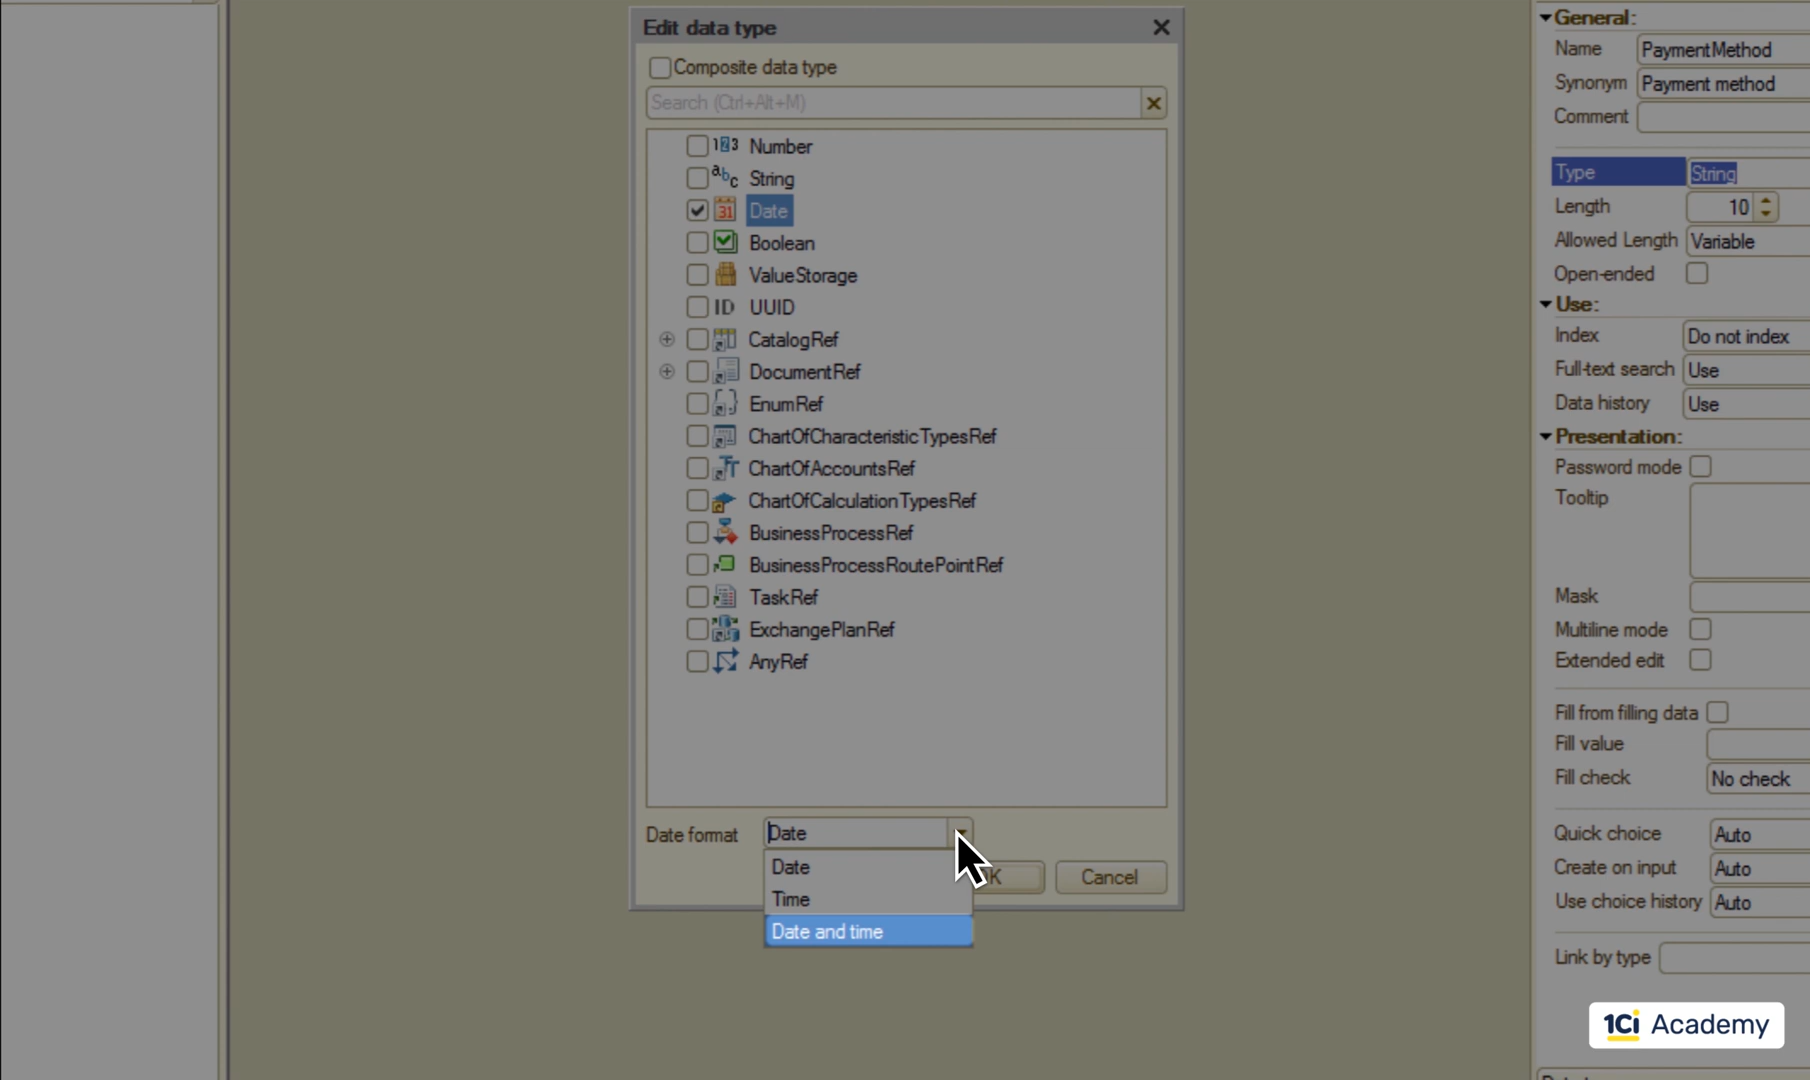 Edit data type
Composite data type
Search (Ctrl+Alt+M)
123 Number
abc String
31 Date
Boolean
ValueStorage
ID UUID
CatalogRef
DocumentRef
EnumRef
ChartOfCharacteristicTypesRef
ChartOfAccountsRef
ChartOfCalculationTypesRef
BusinessProcessRef
BusinessProcessRoutePointRef
TaskRef
ExchangePlanRef
AnyRef
Date format Date
Date
Time
Date and time
Cancel
General:
Name PaymentMethod
Synonym Payment method
Comment
Type String
Length 10
Allowed Length Variable
Open-ended
Use:
Index Do not index
Full-text search Use
Data history Use
Presentation:
Password mode
Tooltip
Mask
Multiline mode
Extended edit
Fill from filling data
Fill value
Fill check No check
Quick choice Auto
Create on input Auto
Use choice history Auto
Link by type
1Ci Academy